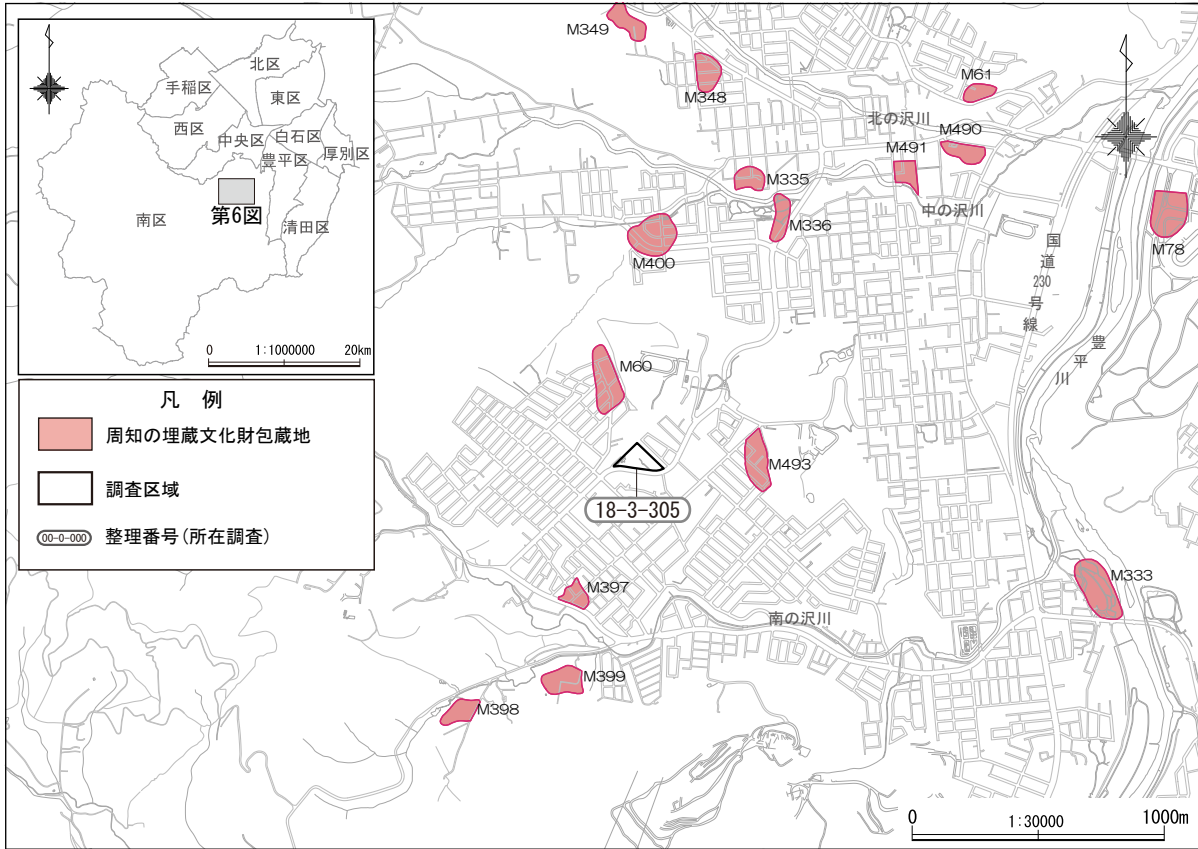 北区
手稲区
東区
西区
中央区
白石区
厚別区
豊平区
第6図
南区
清田区
0 1:1000000 20km
凡 例
周知の埋蔵文化財包蔵地
調査区域
00-0-000 整理番号(所在調査)
M349
M348
M61
北の沢川
M490
M491
M335
中の沢川
M336
M78
M400
国道230号線
豊平川
M60
M493
18-3-305
M333
M397
南の沢川
M399
M398
0 1:30000 1000m